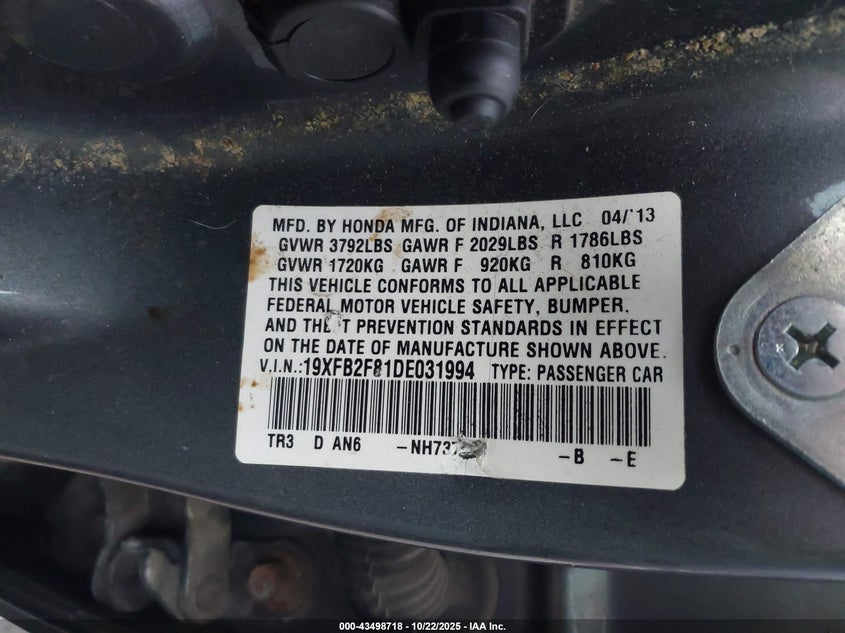 MFD. BY HONDA MFG. OF INDIANA, LLC 04/'13
GVWR 3792LBS GAWR F 2029LBS R 1786LBS
GVWR 1720KG GAWR F 920KG R 810KG
THIS VEHICLE CONFORMS TO ALL APPLICABLE
FEDERAL MOTOR VEHICLE SAFETY, BUMPER,
AND THEFT PREVENTION STANDARDS IN EFFECT
ON THE DATE OF MANUFACTURE SHOWN ABOVE.
V.I.N.:19XFB2F81DE031994 TYPE: PASSENGER CAR
TR3 D AN6 -B -E
000-43498718 - 10/22/2025 - IAA Inc.